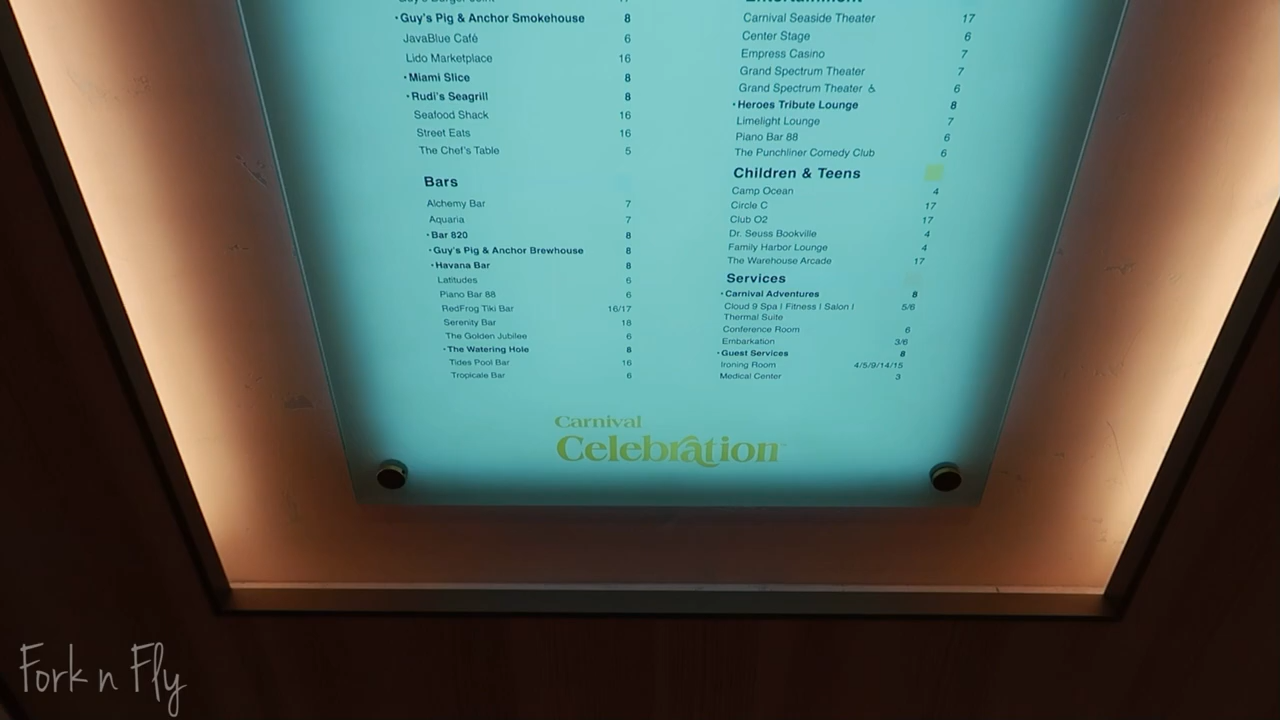 Guy's Burger Joint 17
· Guy's Pig & Anchor Smokehouse 8
JavaBlue Café 6
Lido Marketplace 16
· Miami Slice 8
· Rudi's Seagrill 8
Seafood Shack 16
Street Eats 16
The Chef's Table 5
Bars
Alchemy Bar 7
Aquaria 7
· Bar 820 8
· Guy's Pig & Anchor Brewhouse 8
· Havana Bar 8
Latitudes 6
Piano Bar 88 6
RedFrog Tiki Bar 16/17
Serenity Bar 18
The Golden Jubilee 6
· The Watering Hole 8
Tides Pool Bar 16
Tropicale Bar 6
Entertainment
Carnival Seaside Theater 17
Center Stage 6
Empress Casino 7
Grand Spectrum Theater 7
Grand Spectrum Theater ♿ 6
· Heroes Tribute Lounge 8
Limelight Lounge 7
Piano Bar 88 6
The Punchliner Comedy Club 6
Children & Teens
Camp Ocean 4
Circle C 17
Club O2 17
Dr. Seuss Bookville 4
Family Harbor Lounge 4
The Warehouse Arcade 17
Services
· Carnival Adventures 8
Cloud 9 Spa | Fitness | Salon | 5/6
Thermal Suite
Conference Room 6
Embarkation 3/6
· Guest Services 8
Ironing Room 4/5/9/14/15
Medical Center 3
Carnival
Celebration™
Fork n Fly